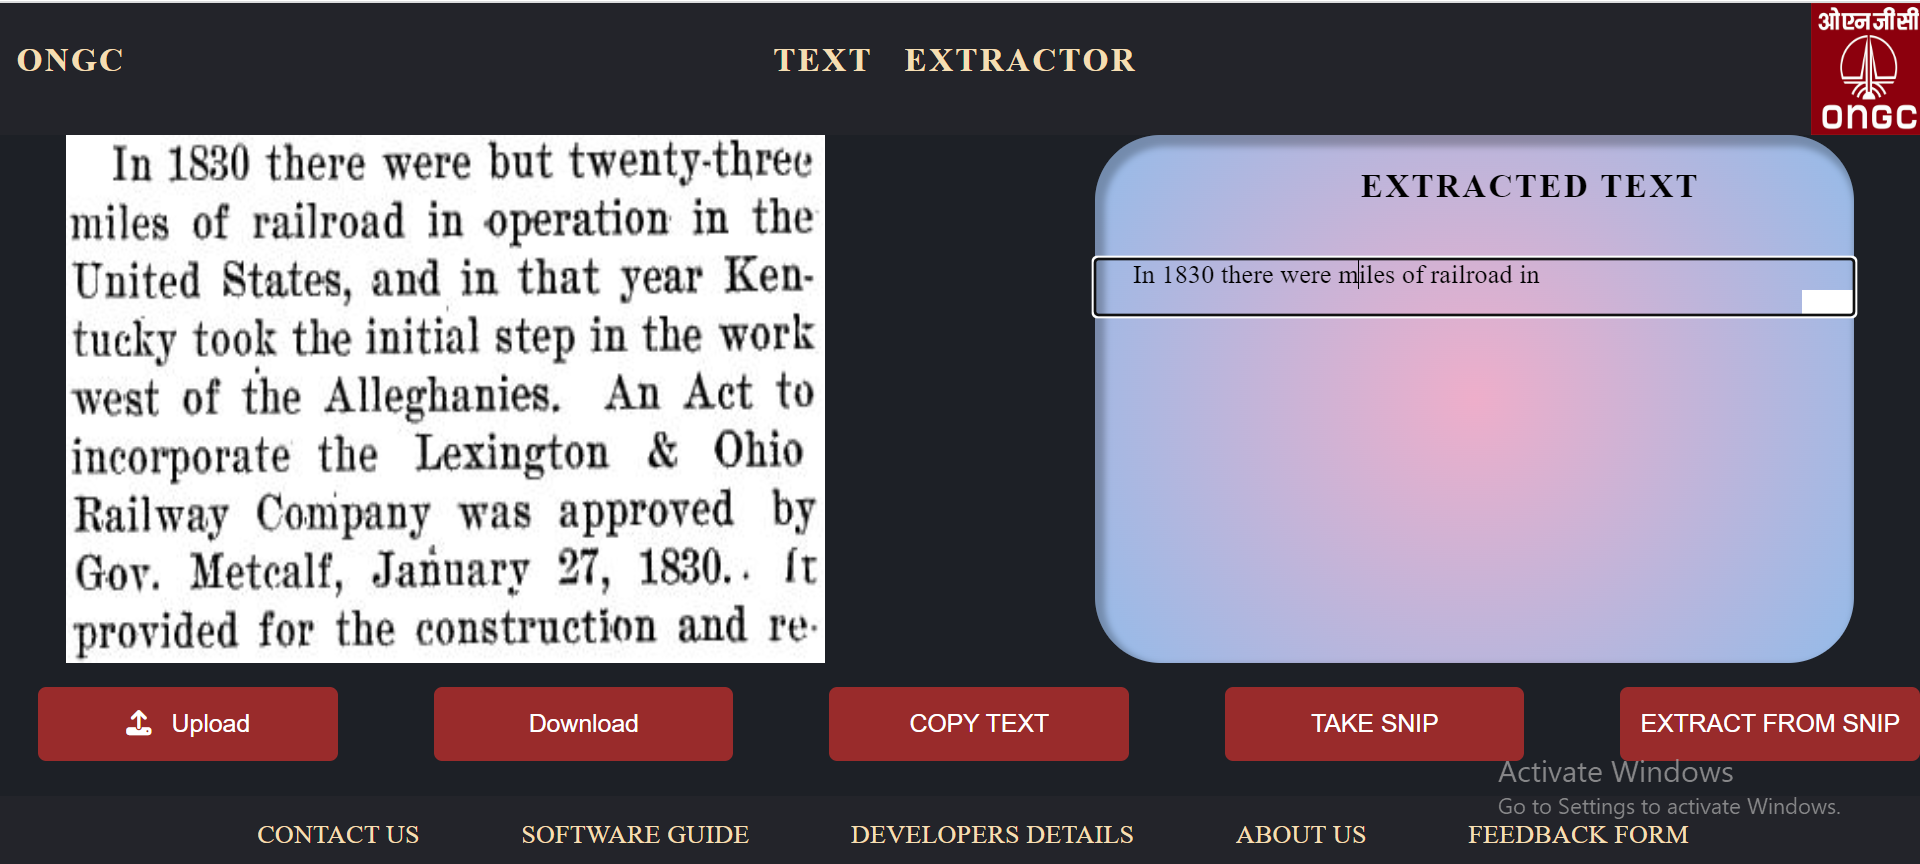 ONGC
TEXT EXTRACTOR
ओएनजीसी
ongc
In 1830 there were but twenty-three
miles of railroad in operation in the
United States, and in that year Ken-
tucky took the initial step in the work
west of the Alleghanies. An Act to
incorporate the Lexington & Ohio
Railway Company was approved by
Gov. Metcalf, January 27, 1830. It
provided for the construction and re-
EXTRACTED TEXT
In 1830 there were miles of railroad in
Upload
Download
COPY TEXT
TAKE SNIP
EXTRACT FROM SNIP
Activate Windows
Go to Settings to activate Windows.
CONTACT US
SOFTWARE GUIDE
DEVELOPERS DETAILS
ABOUT US
FEEDBACK FORM